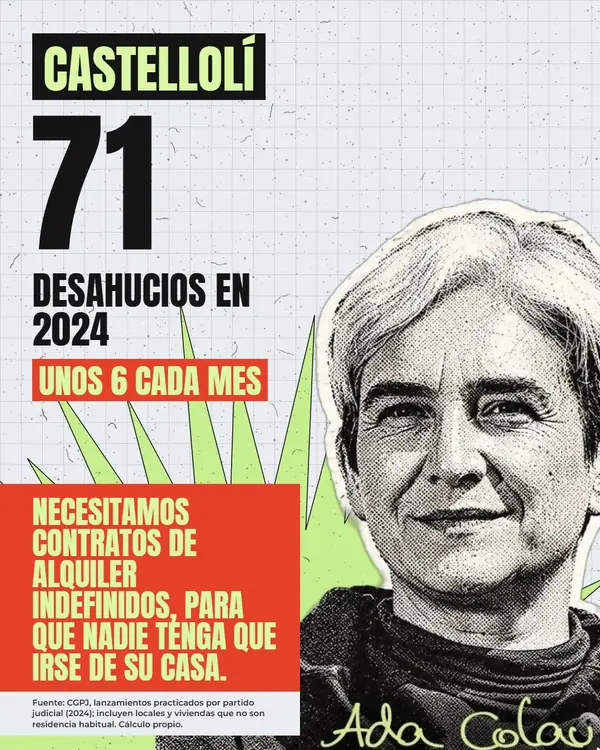 CASTELLOLÍ
71
DESAHUCIOS EN
2024
UNOS 6 CADA MES
NECESITAMOS
CONTRATOS DE
ALQUILER
INDEFINIDOS, PARA
QUE NADIE TENGA QUE
IRSE DE SU CASA.
Fuente: CGPJ, lanzamientos practicados por partido
judicial (2024); incluyen locales y viviendas que no son
residencia habitual. Cálculo propio.
Ada Colau